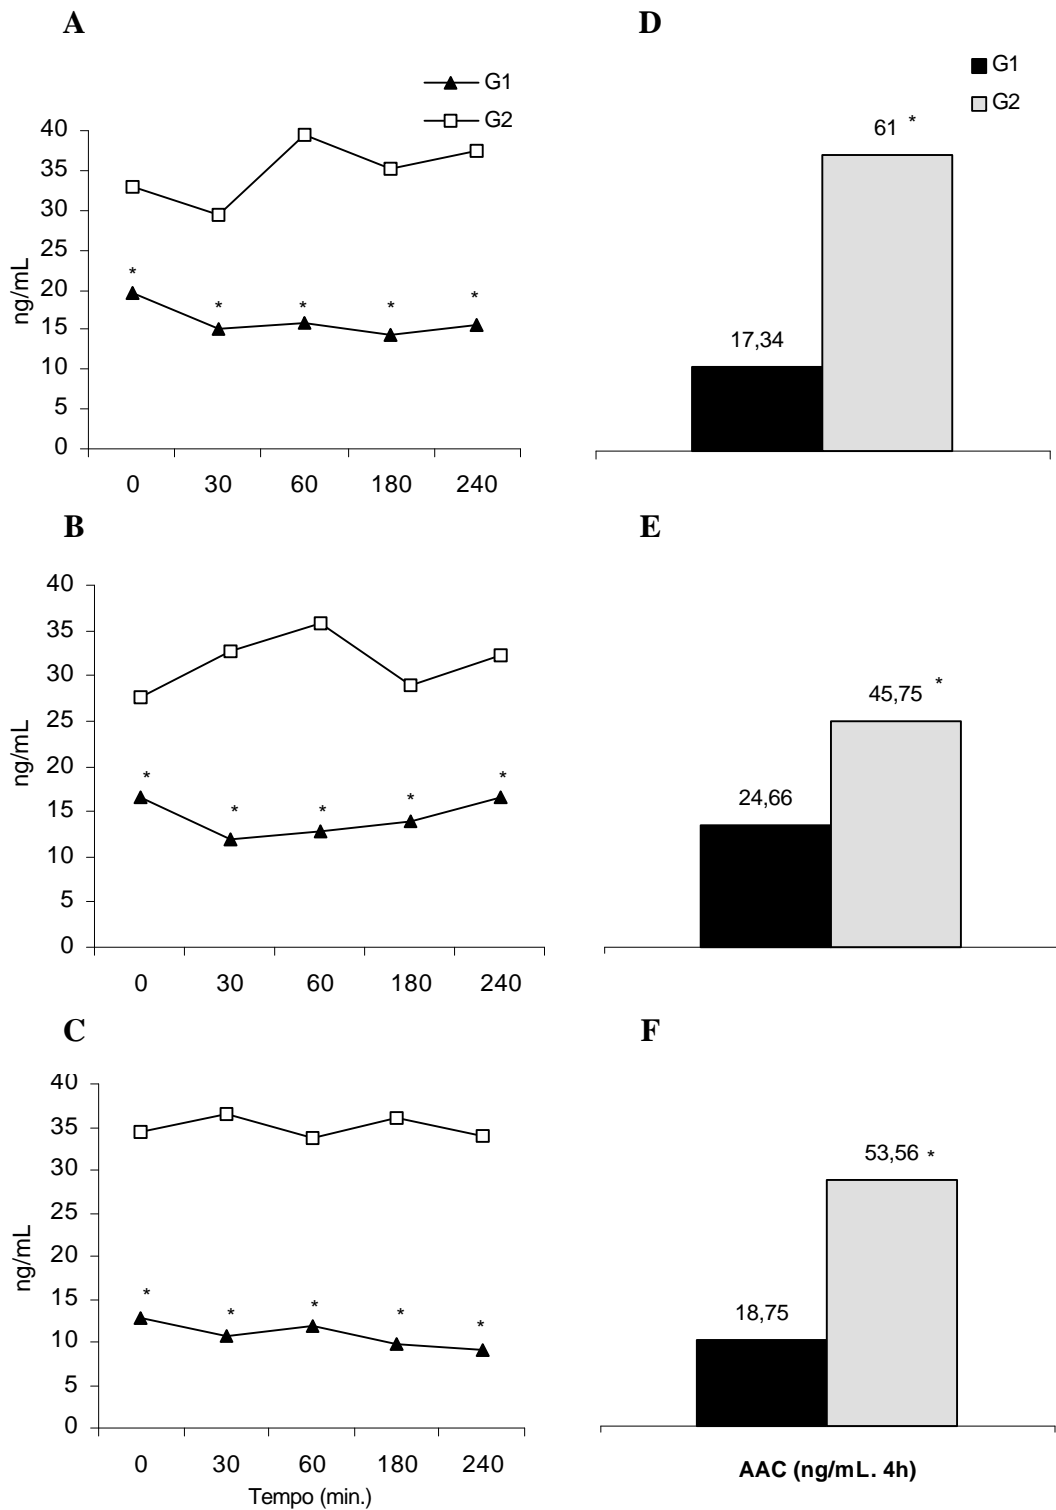 A
G1
G2
40
35
30
25
20
15
10
5
0
ng/mL
*
*
*
*
*
0 30 60 180 240
D
G1
G2
61 *
17,34
B
40
35
30
25
20
15
10
5
0
ng/mL
*
*
*
*
*
0 30 60 180 240
E
45,75 *
24,66
C
40
35
30
25
20
15
10
5
0
ng/mL
*
*
*
*
*
0 30 60 180 240
Tempo (min.)
F
53,56 *
18,75
AAC (ng/mL. 4h)